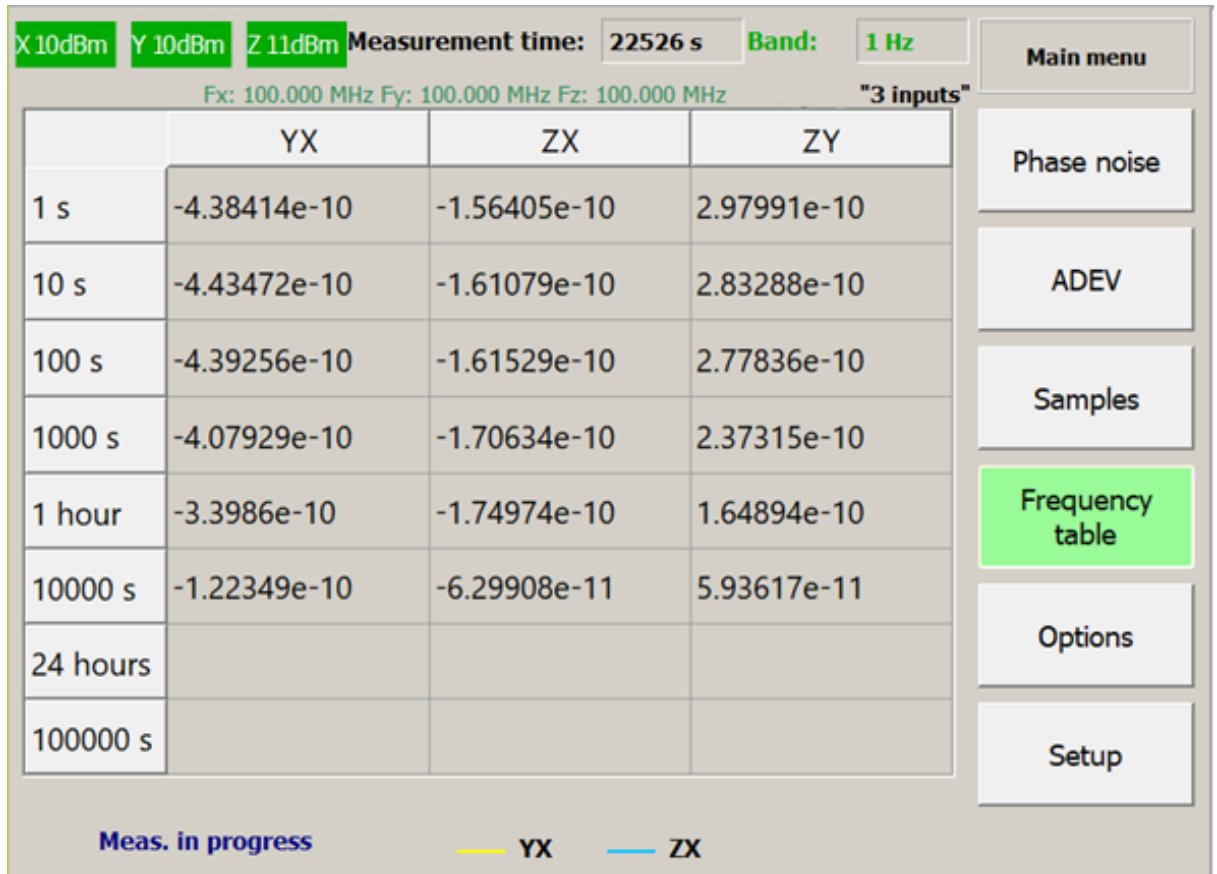 X 10dBm Y 10dBm Z 11dBm Measurement time: 22526 s Band: 1 Hz Main menu
Fx: 100.000 MHz Fy: 100.000 MHz Fz: 100.000 MHz "3 inputs"
YX ZX ZY
1 s -4.38414e-10 -1.56405e-10 2.97991e-10
10 s -4.43472e-10 -1.61079e-10 2.83288e-10
100 s -4.39256e-10 -1.61529e-10 2.77836e-10
1000 s -4.07929e-10 -1.70634e-10 2.37315e-10
1 hour -3.3986e-10 -1.74974e-10 1.64894e-10
10000 s -1.22349e-10 -6.29908e-11 5.93617e-11
24 hours
100000 s
Phase noise
ADEV
Samples
Frequency
table
Options
Setup
Meas. in progress YX ZX